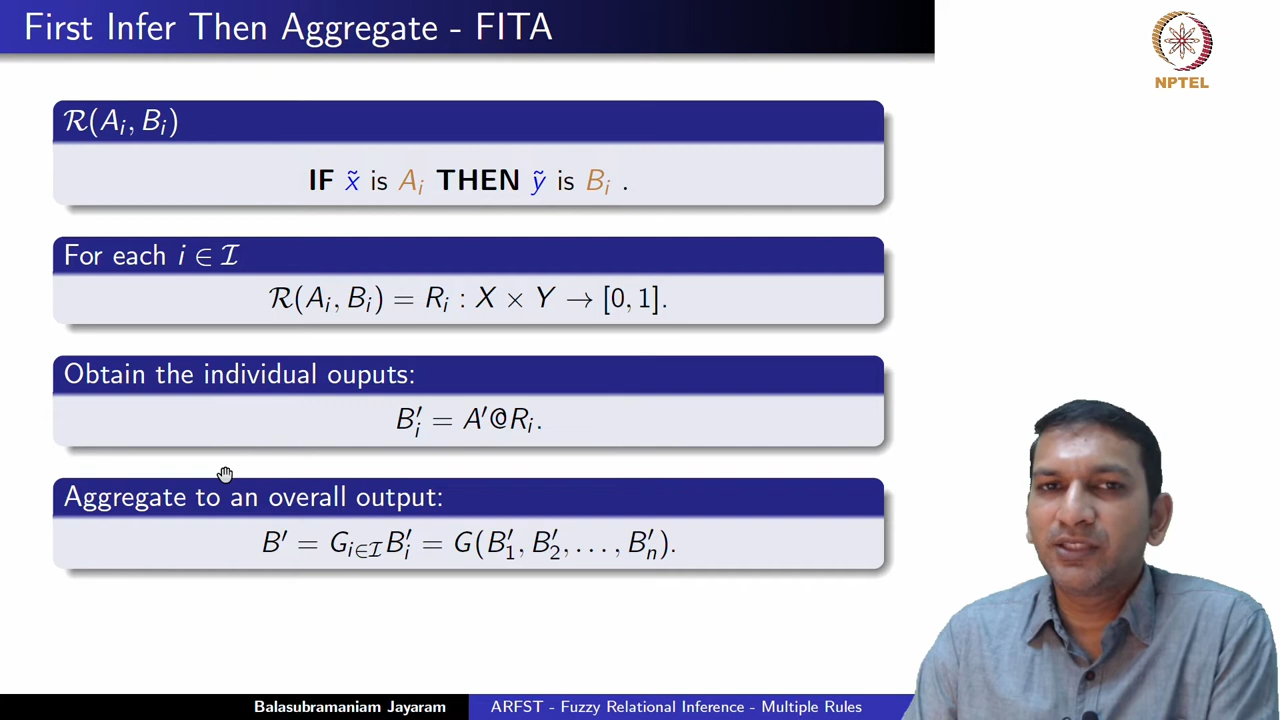 First Infer Then Aggregate - FITA
NPTEL
ℛ(Aᵢ, Bᵢ)
IF x̃ is Aᵢ THEN ỹ is Bᵢ .
For each i ∈ ℐ
ℛ(Aᵢ, Bᵢ) = Rᵢ : X × Y → [0, 1].
Obtain the individual ouputs:
B′ᵢ = A′@Rᵢ.
Aggregate to an overall output:
B′ = G_{i∈ℐ}B′ᵢ = G(B′₁, B′₂, . . . , B′ₙ).
Balasubramaniam Jayaram
ARFST - Fuzzy Relational Inference - Multiple Rules